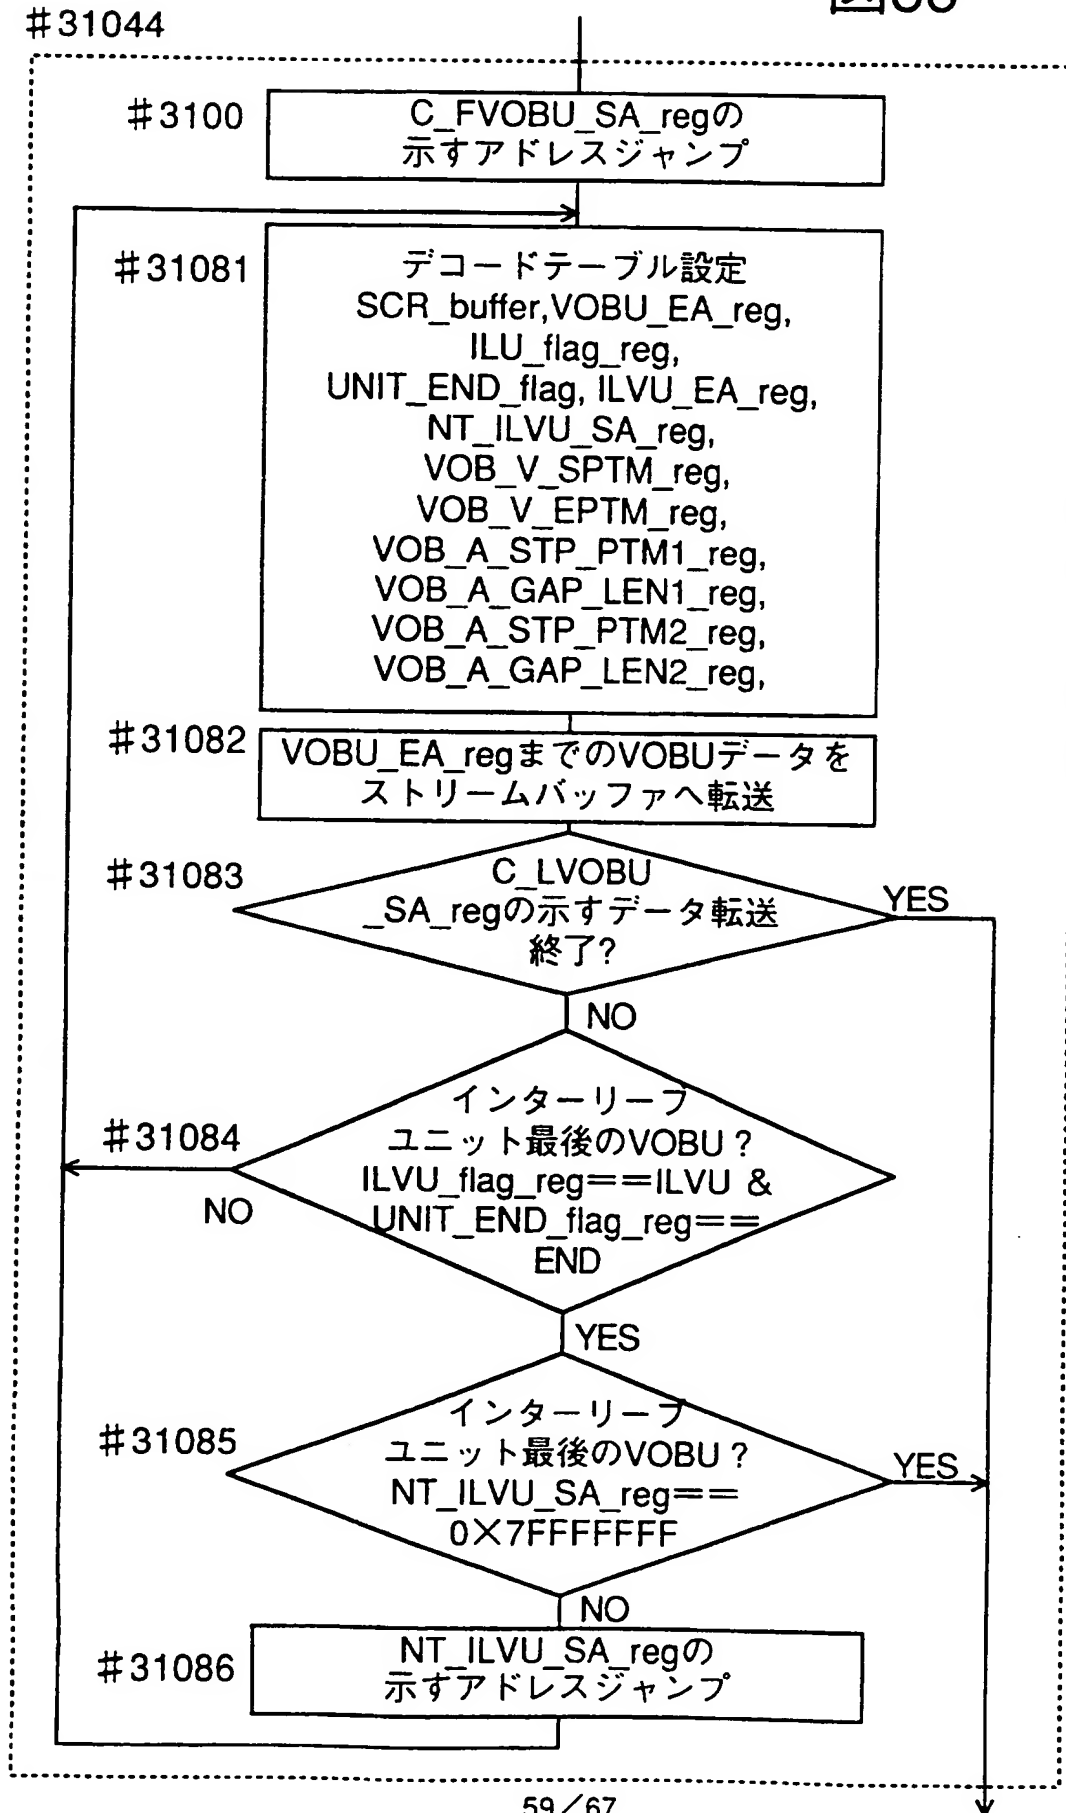 #31044
#3100
C_FVOBU_SA_regの
示すアドレスジャンプ
#31081
デコードテーブル設定
SCR_buffer,VOBU_EA_reg,
ILU_flag_reg,
UNIT_END_flag, ILVU_EA_reg,
NT_ILVU_SA_reg,
VOB_V_SPTM_reg,
VOB_V_EPTM_reg,
VOB_A_STP_PTM1_reg,
VOB_A_GAP_LEN1_reg,
VOB_A_STP_PTM2_reg,
VOB_A_GAP_LEN2_reg,
#31082
VOBU_EA_regまでのVOBUデータを
ストリームバッファへ転送
#31083
C_LVOBU
_SA_regの示すデータ転送
終了?
YES
NO
#31084
インターリーブ
ユニット最後のVOBU?
ILVU_flag_reg==ILVU &
UNIT_END_flag_reg==
END
NO
YES
#31085
インターリーブ
ユニット最後のVOBU?
NT_ILVU_SA_reg==
0×7FFFFFFF
YES
NO
#31086
NT_ILVU_SA_regの
示すアドレスジャンプ
59/67